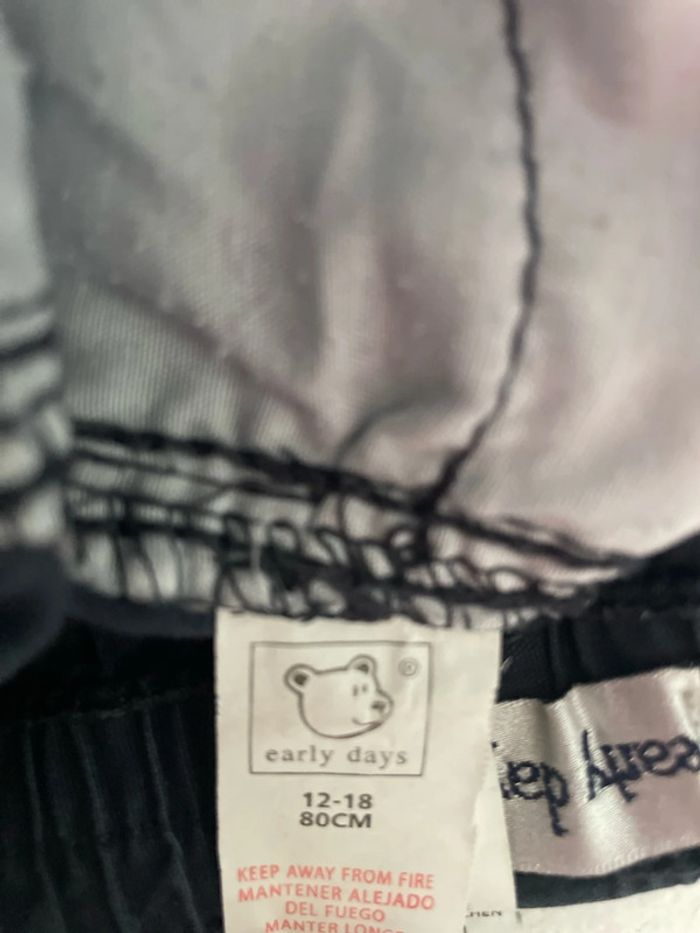 ®
early days
12-18
80CM
KEEP AWAY FROM FIRE
MANTENER ALEJADO
DEL FUEGO
early days